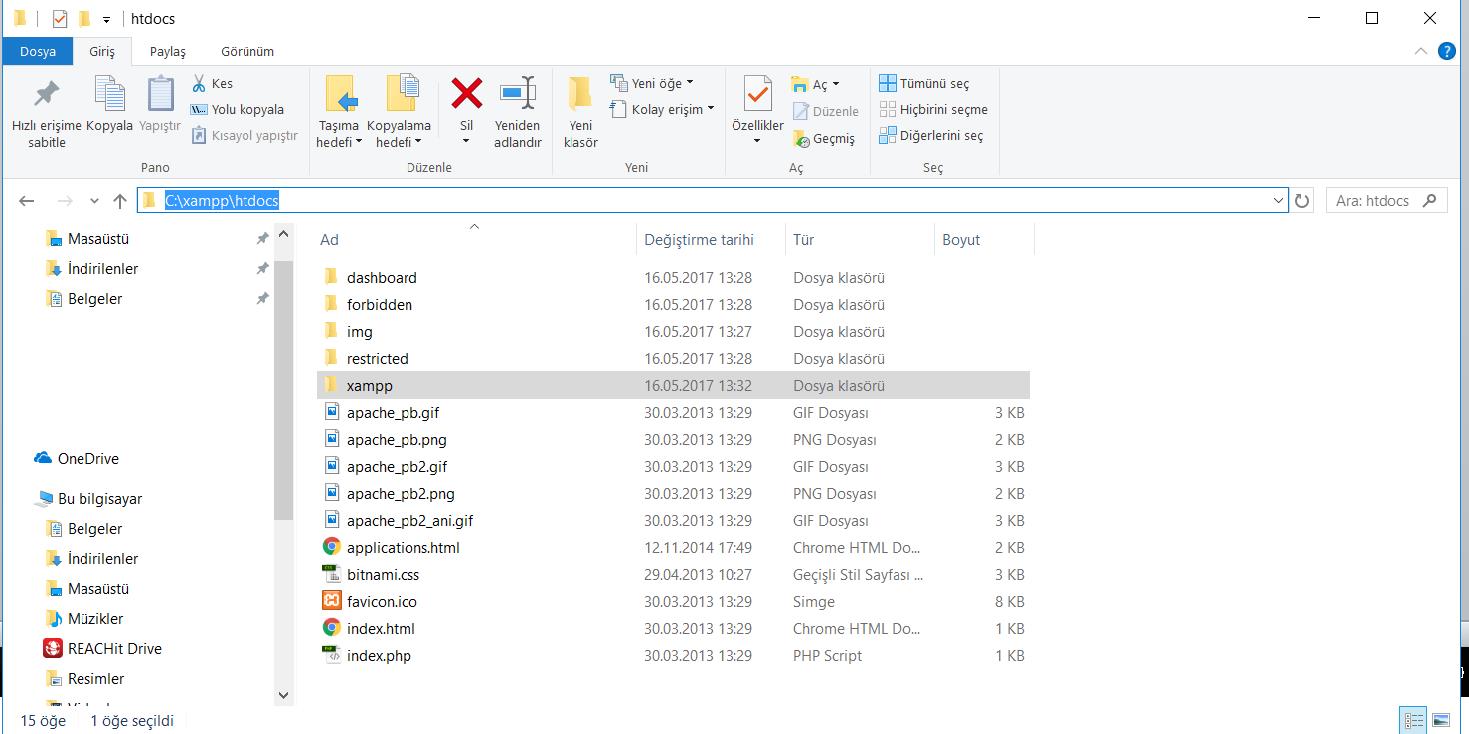 htdocs
Dosya Giriş Paylaş Görünüm
Hızlı erişime sabitle
Kopyala
Yapıştır
Kes
Yolu kopyala
Kısayol yapıştır
Pano
Taşıma hedefi
Kopyalama hedefi
Sil
Yeniden adlandır
Düzenle
Yeni klasör
Yeni öğe
Kolay erişim
Yeni
Özellikler
Aç
Düzenle
Geçmiş
Aç
Tümünü seç
Hiçbirini seçme
Diğerlerini seç
Seç
C:\xampp\htdocs
Ara: htdocs
Masaüstü
İndirilenler
Belgeler
OneDrive
Bu bilgisayar
Belgeler
İndirilenler
Masaüstü
Müzikler
REACHit Drive
Resimler
Ad Değiştirme tarihi Tür Boyut
dashboard 16.05.2017 13:28 Dosya klasörü
forbidden 16.05.2017 13:28 Dosya klasörü
img 16.05.2017 13:27 Dosya klasörü
restricted 16.05.2017 13:28 Dosya klasörü
xampp 16.05.2017 13:32 Dosya klasörü
apache_pb.gif 30.03.2013 13:29 GIF Dosyası 3 KB
apache_pb.png 30.03.2013 13:29 PNG Dosyası 2 KB
apache_pb2.gif 30.03.2013 13:29 GIF Dosyası 3 KB
apache_pb2.png 30.03.2013 13:29 PNG Dosyası 2 KB
apache_pb2_ani.gif 30.03.2013 13:29 GIF Dosyası 3 KB
applications.html 12.11.2014 17:49 Chrome HTML Do... 2 KB
bitnami.css 29.04.2013 10:27 Geçişli Stil Sayfası ... 3 KB
favicon.ico 30.03.2013 13:29 Simge 8 KB
index.html 30.03.2013 13:29 Chrome HTML Do... 1 KB
index.php 30.03.2013 13:29 PHP Script 1 KB
15 öğe 1 öğe seçildi